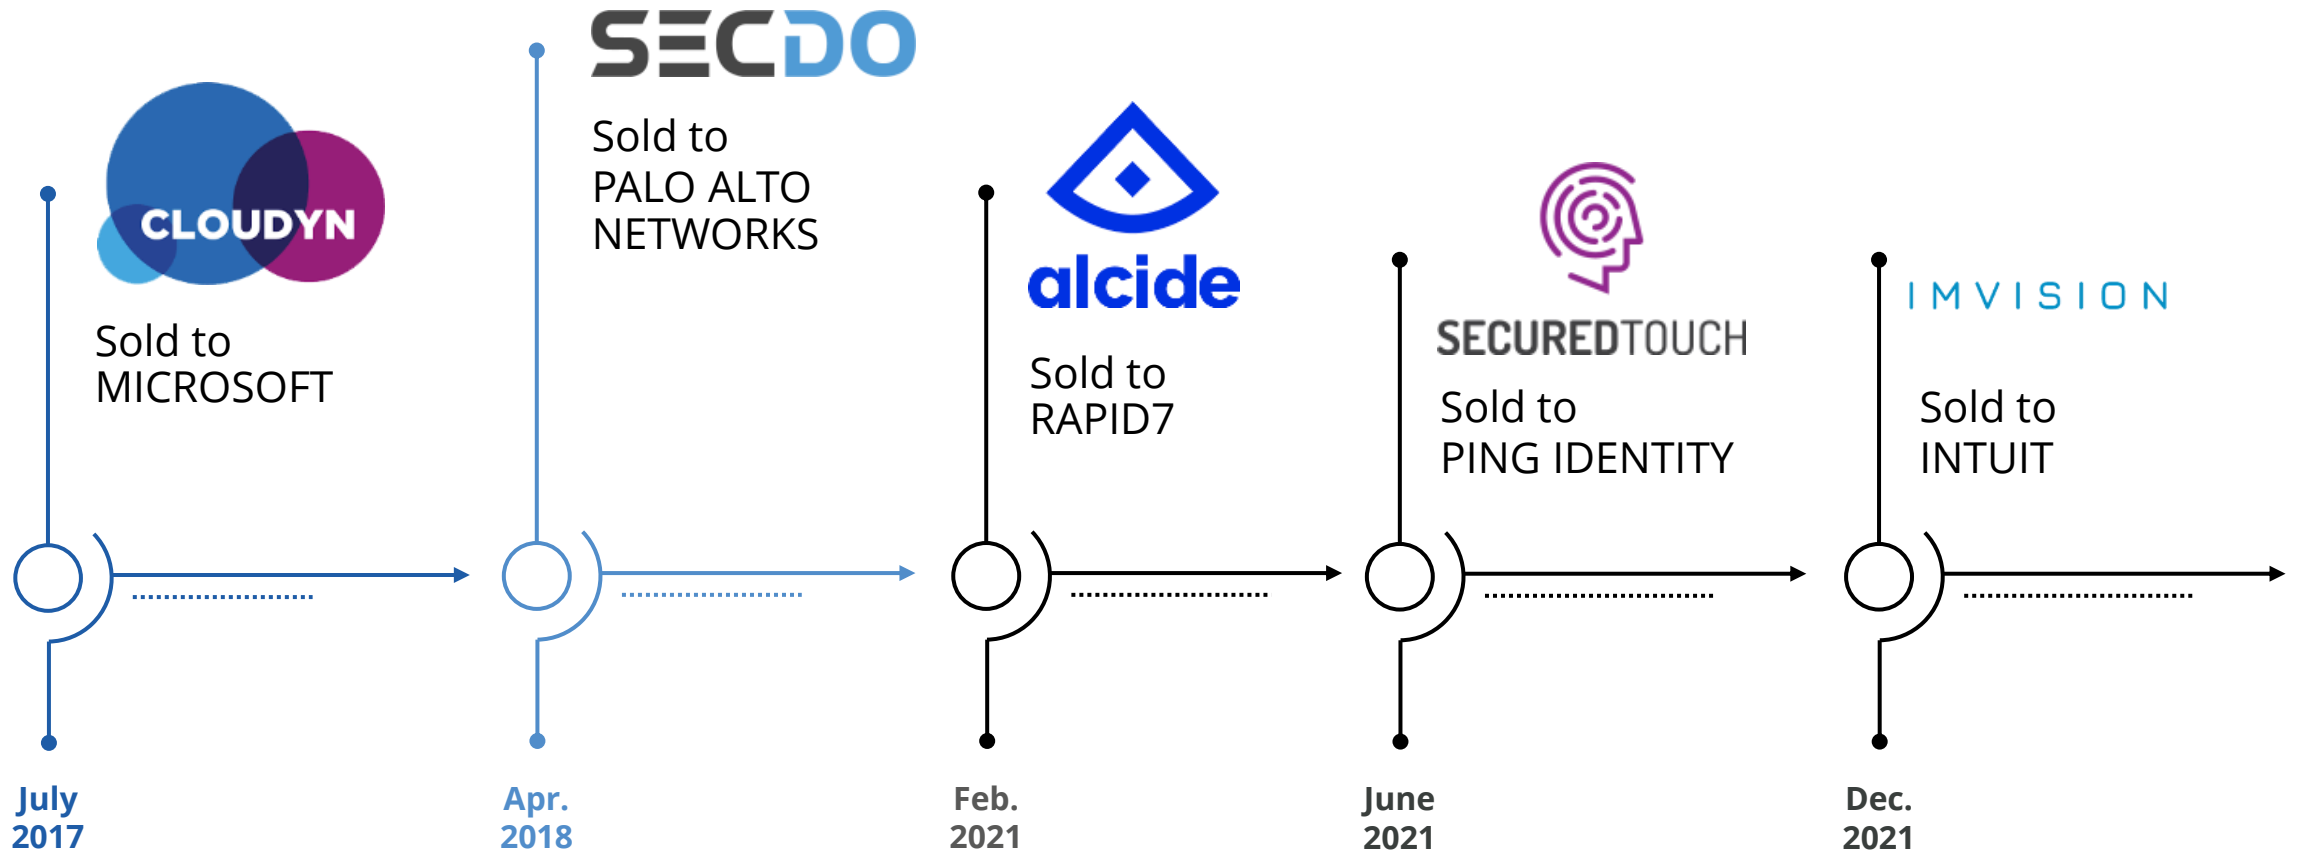 CLOUDYN
Sold to
MICROSOFT
July
2017
SECDO
Sold to
PALO ALTO
NETWORKS
Apr.
2018
alcide
Sold to
RAPID7
Feb.
2021
SECUREDTOUCH
Sold to
PING IDENTITY
June
2021
IMVISION
Sold to
INTUIT
Dec.
2021